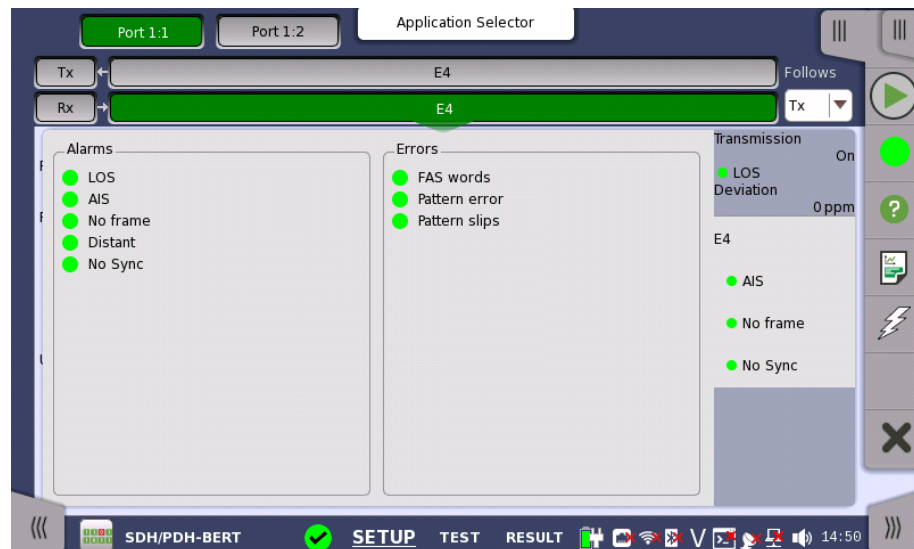 Application Selector
Port 1:1
Port 1:2
Tx
E4
Follows
Rx
E4
Tx
Alarms
LOS
AIS
No frame
Distant
No Sync
Errors
FAS words
Pattern error
Pattern slips
Transmission
On
LOS
Deviation
0 ppm
E4
AIS
No frame
No Sync
SDH/PDH-BERT
SETUP
TEST
RESULT
V
14:50